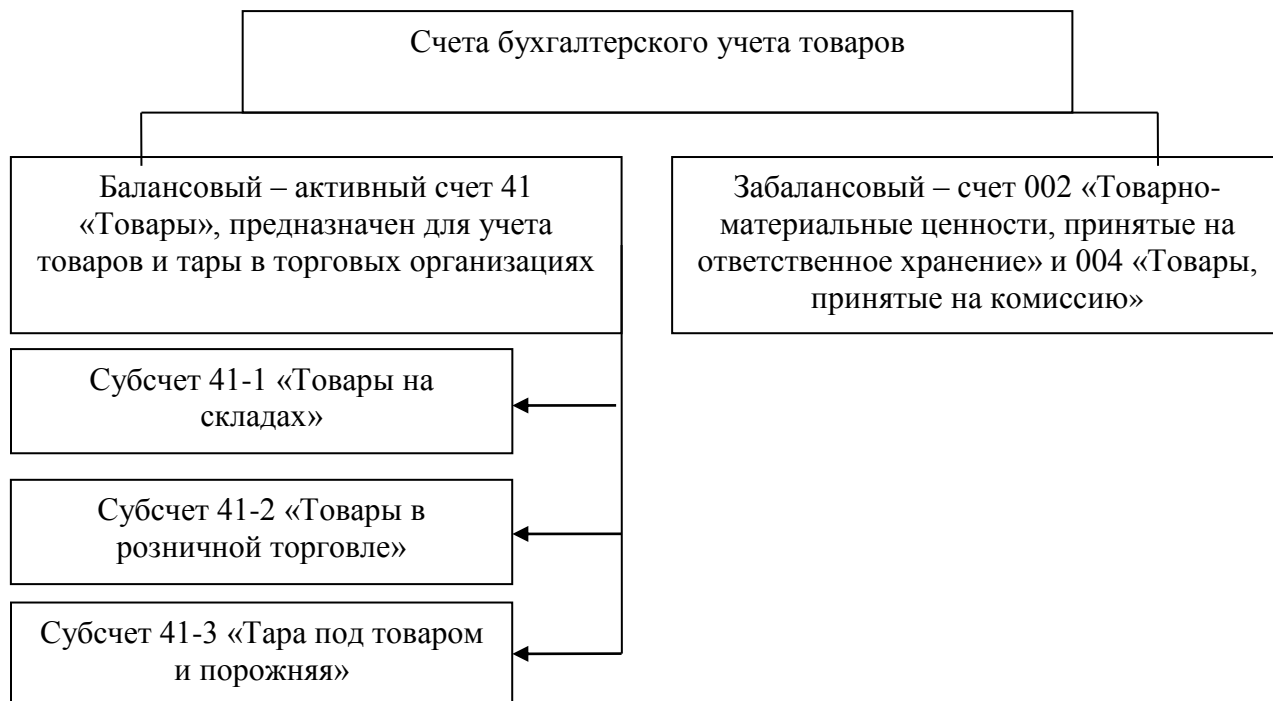 Счета бухгалтерского учета товаров
Балансовый – активный счет 41
«Товары», предназначен для учета
товаров и тары в торговых организациях
Забалансовый – счет 002 «Товарно-
материальные ценности, принятые на
ответственное хранение» и 004 «Товары,
принятые на комиссию»
Субсчет 41-1 «Товары на
складах»
Субсчет 41-2 «Товары в
розничной торговле»
Субсчет 41-3 «Тара под товаром
и порожняя»